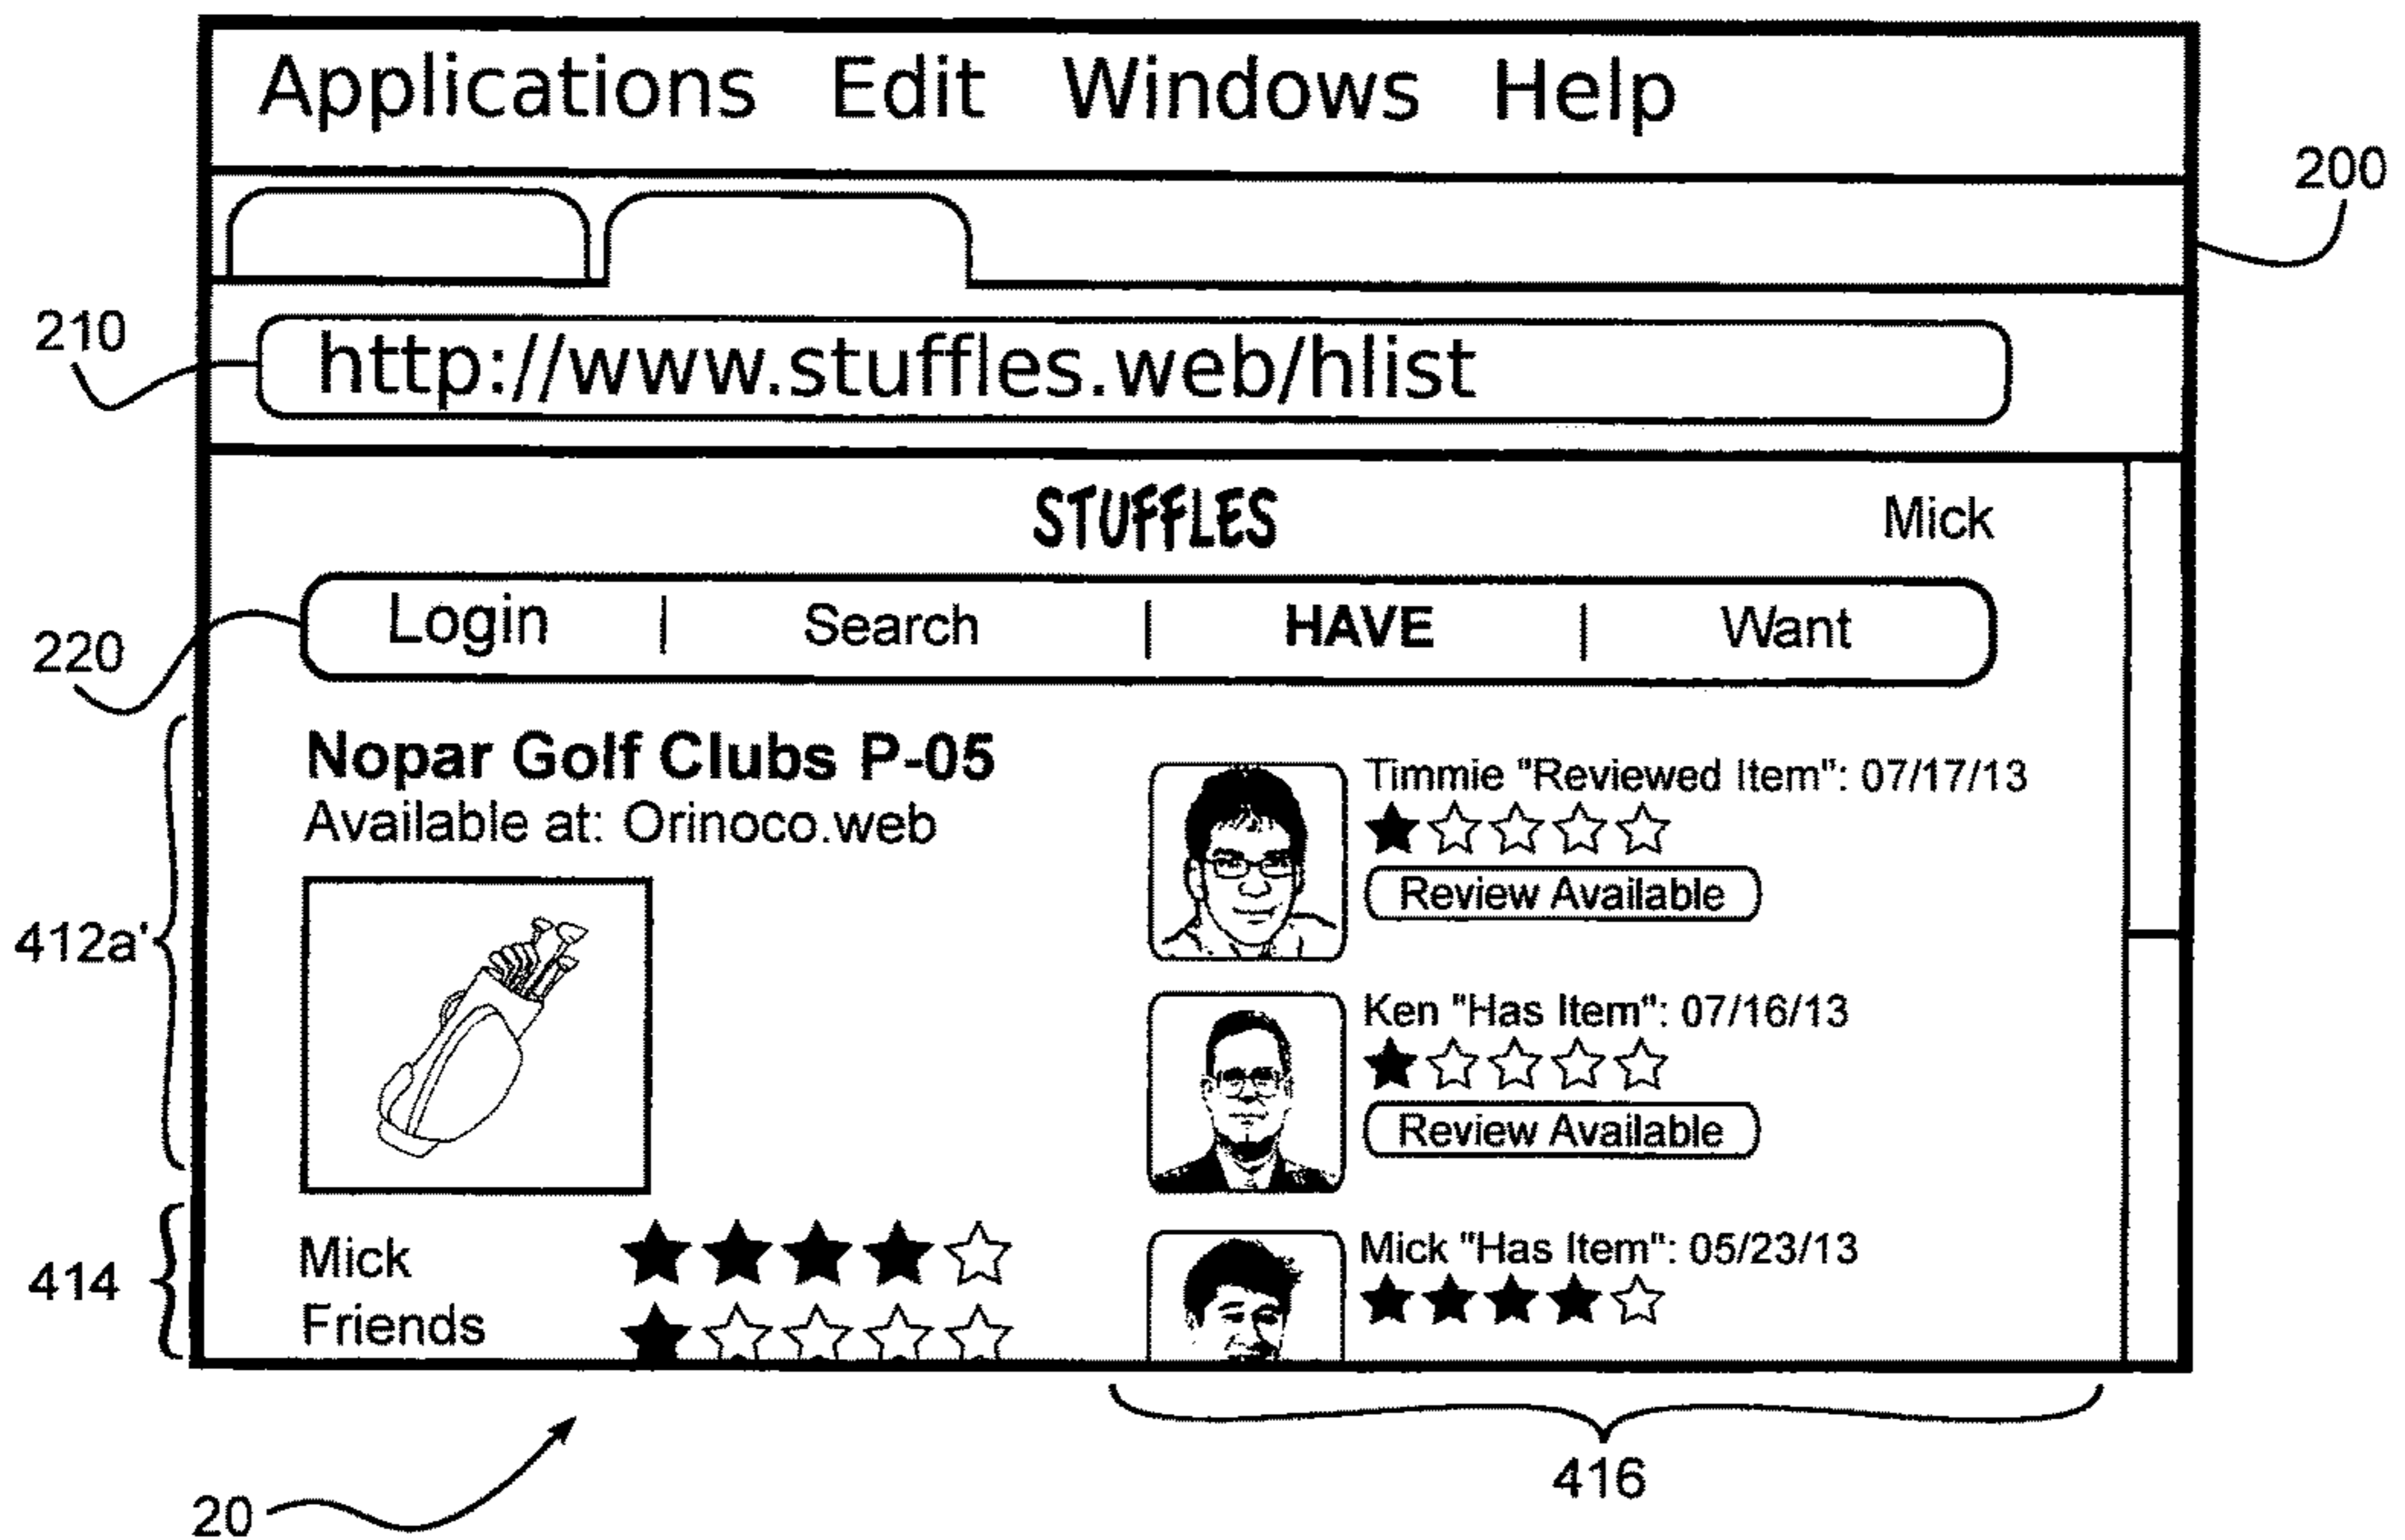 Applications Edit Windows Help
200
210
http://www.stuffles.web/hlist
STUFFLES
Mick
220
Login | Search | HAVE | Want
Nopar Golf Clubs P-05
Available at: Orinoco.web
412a'
Timmie "Reviewed Item": 07/17/13
Review Available
Ken "Has Item": 07/16/13
Review Available
Mick "Has Item": 05/23/13
414
Mick
Friends
416
20